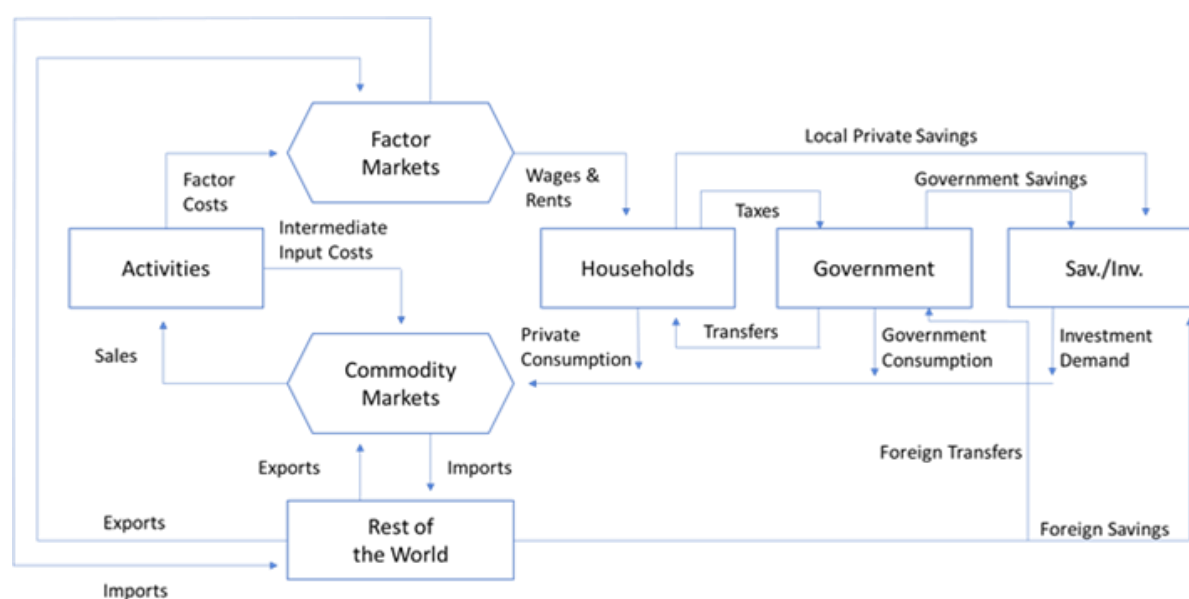 Factor
Markets
Local Private Savings
Factor
Costs
Wages &
Rents
Government Savings
Taxes
Intermediate
Input Costs
Activities
Households
Government
Sav./Inv.
Sales
Private
Consumption
Transfers
Government
Consumption
Investment
Demand
Commodity
Markets
Exports
Imports
Foreign Transfers
Exports
Rest of
the World
Foreign Savings
Imports